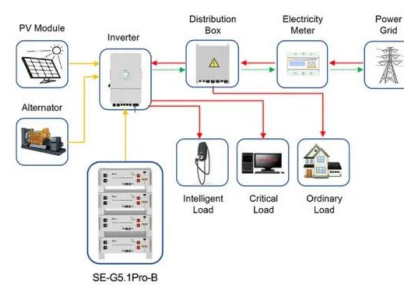 PV Module
Inverter
Distribution
Box
Electricity
Meter
Power
Grid
Alternator
Intelligent
Load
Critical
Load
Ordinary
Load
SE-G5.1Pro-B